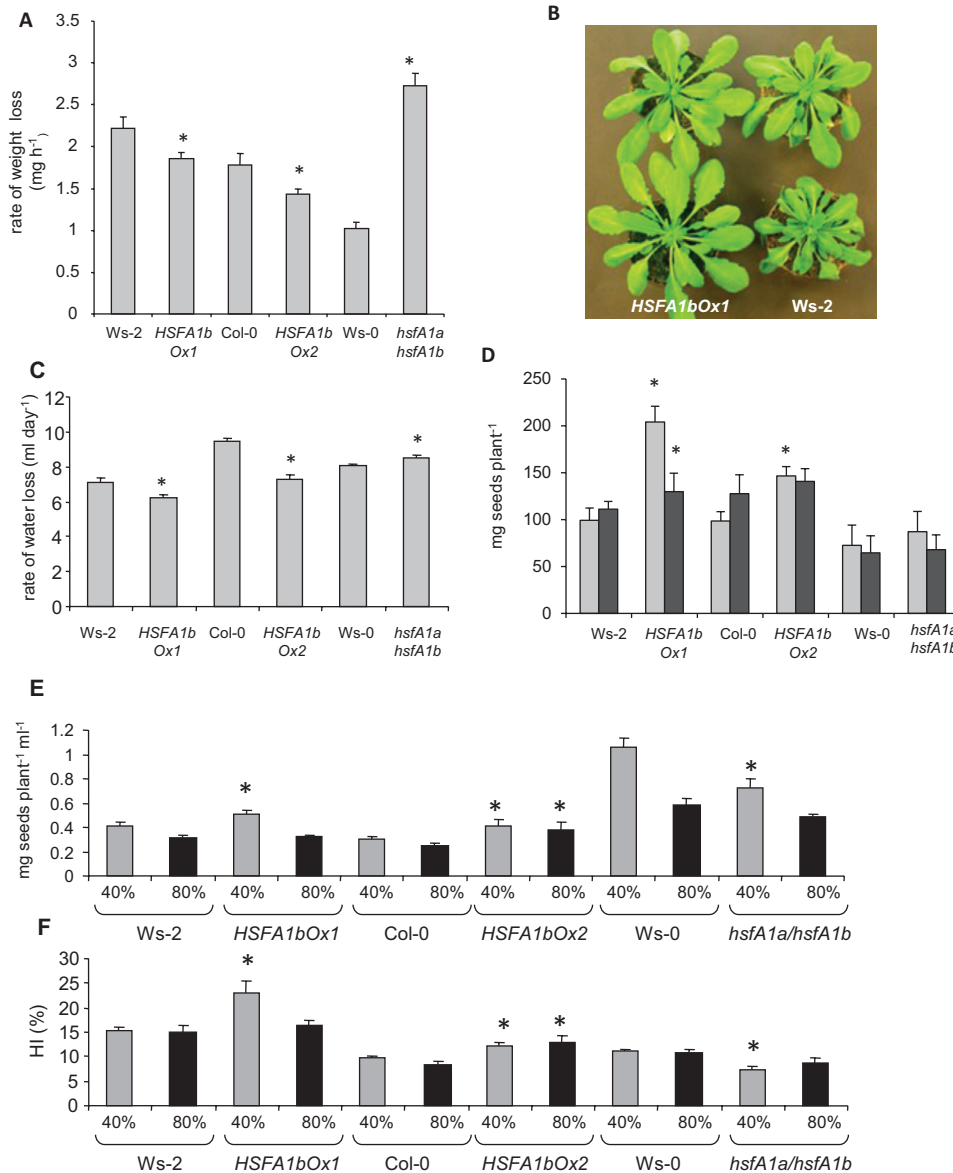 A
rate of weight loss
(mg h-1)
3.5
3
2.5
2
1.5
1
0.5
0
*
*
*
Ws-2
HSFA1b
Ox1
Col-0
HSFA1b
Ox2
Ws-0
hsfA1a
hsfA1b
B
HSFA1bOx1
Ws-2
C
rate of water loss (ml day-1)
12
10
8
6
4
2
0
*
*
*
Ws-2
HSFA1b
Ox1
Col-0
HSFA1b
Ox2
Ws-0
hsfA1a
hsfA1b
D
mg seeds plant-1
250
200
150
100
50
0
*
*
*
Ws-2
HSFA1b
Ox1
Col-0
HSFA1b
Ox2
Ws-0
hsfA1a
hsfA1b
E
mg seeds plant-1 ml-1
1.2
1
0.8
0.6
0.4
0.2
0
*
*
*
*
40% 80% 40% 80% 40% 80% 40% 80% 40% 80% 40% 80%
Ws-2 HSFA1bOx1 Col-0 HSFA1bOx2 Ws-0 hsfA1a/hsfA1b
F
HI (%)
30
25
20
15
10
5
0
*
*
*
*
40% 80% 40% 80% 40% 80% 40% 80% 40% 80% 40% 80%
Ws-2 HSFA1bOx1 Col-0 HSFA1bOx2 Ws-0 hsfA1a/hsfA1b